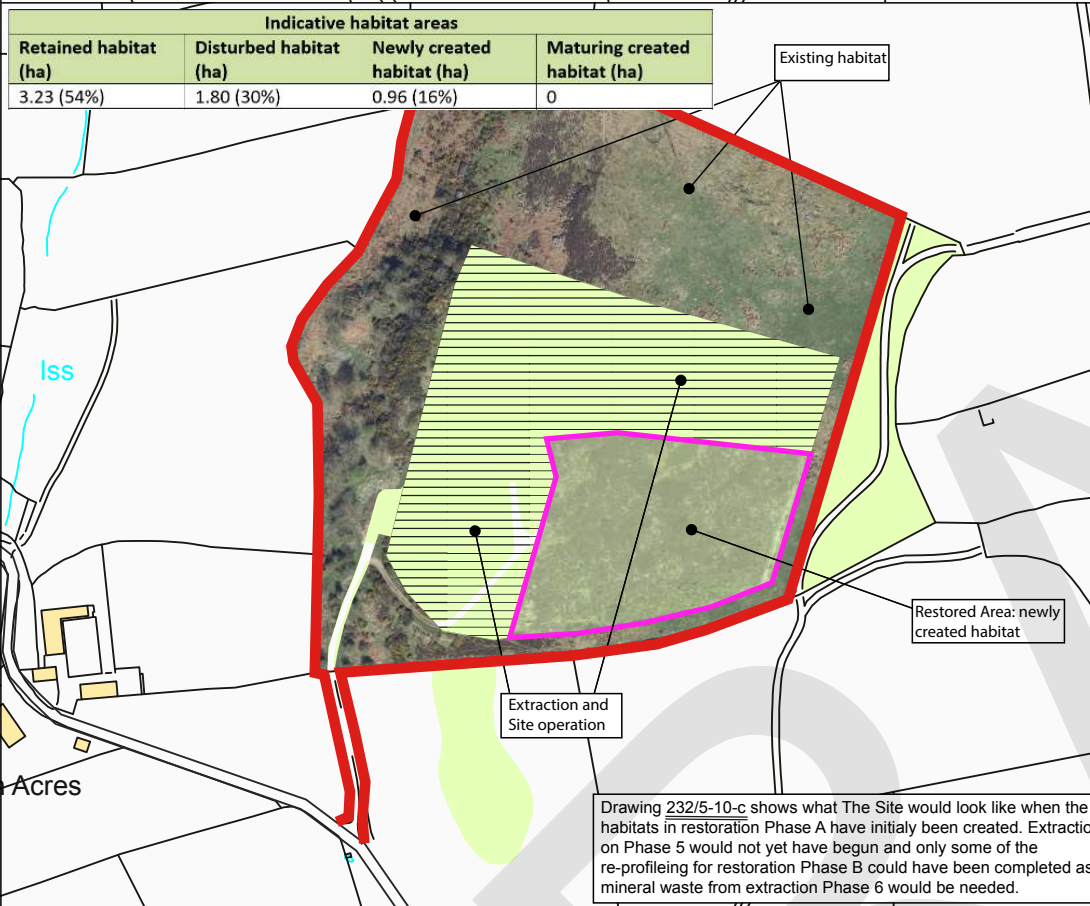 Indicative habitat areas
Retained habitat (ha)
Disturbed habitat (ha)
Newly created habitat (ha)
Maturing created habitat (ha)
3.23 (54%)
1.80 (30%)
0.96 (16%)
0
Existing habitat
Iss
Restored Area: newly
created habitat
Extraction and
Site operation
Acres
Drawing 232/5-10-c shows what The Site would look like when the
habitats in restoration Phase A have initialy been created. Extractio
on Phase 5 would not yet have begun and only some of the
re-profileing for restoration Phase B could have been completed as
mineral waste from extraction Phase 6 would be needed.